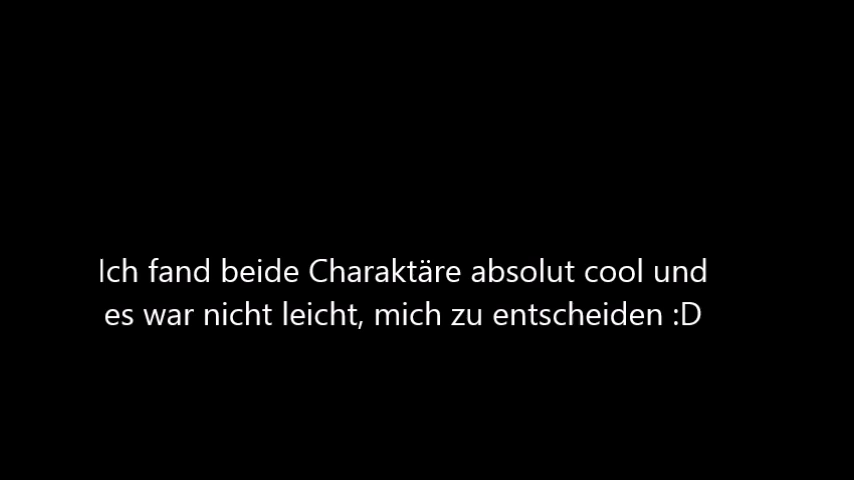 Ich fand beide Charaktäre absolut cool und
es war nicht leicht, mich zu entscheiden :D